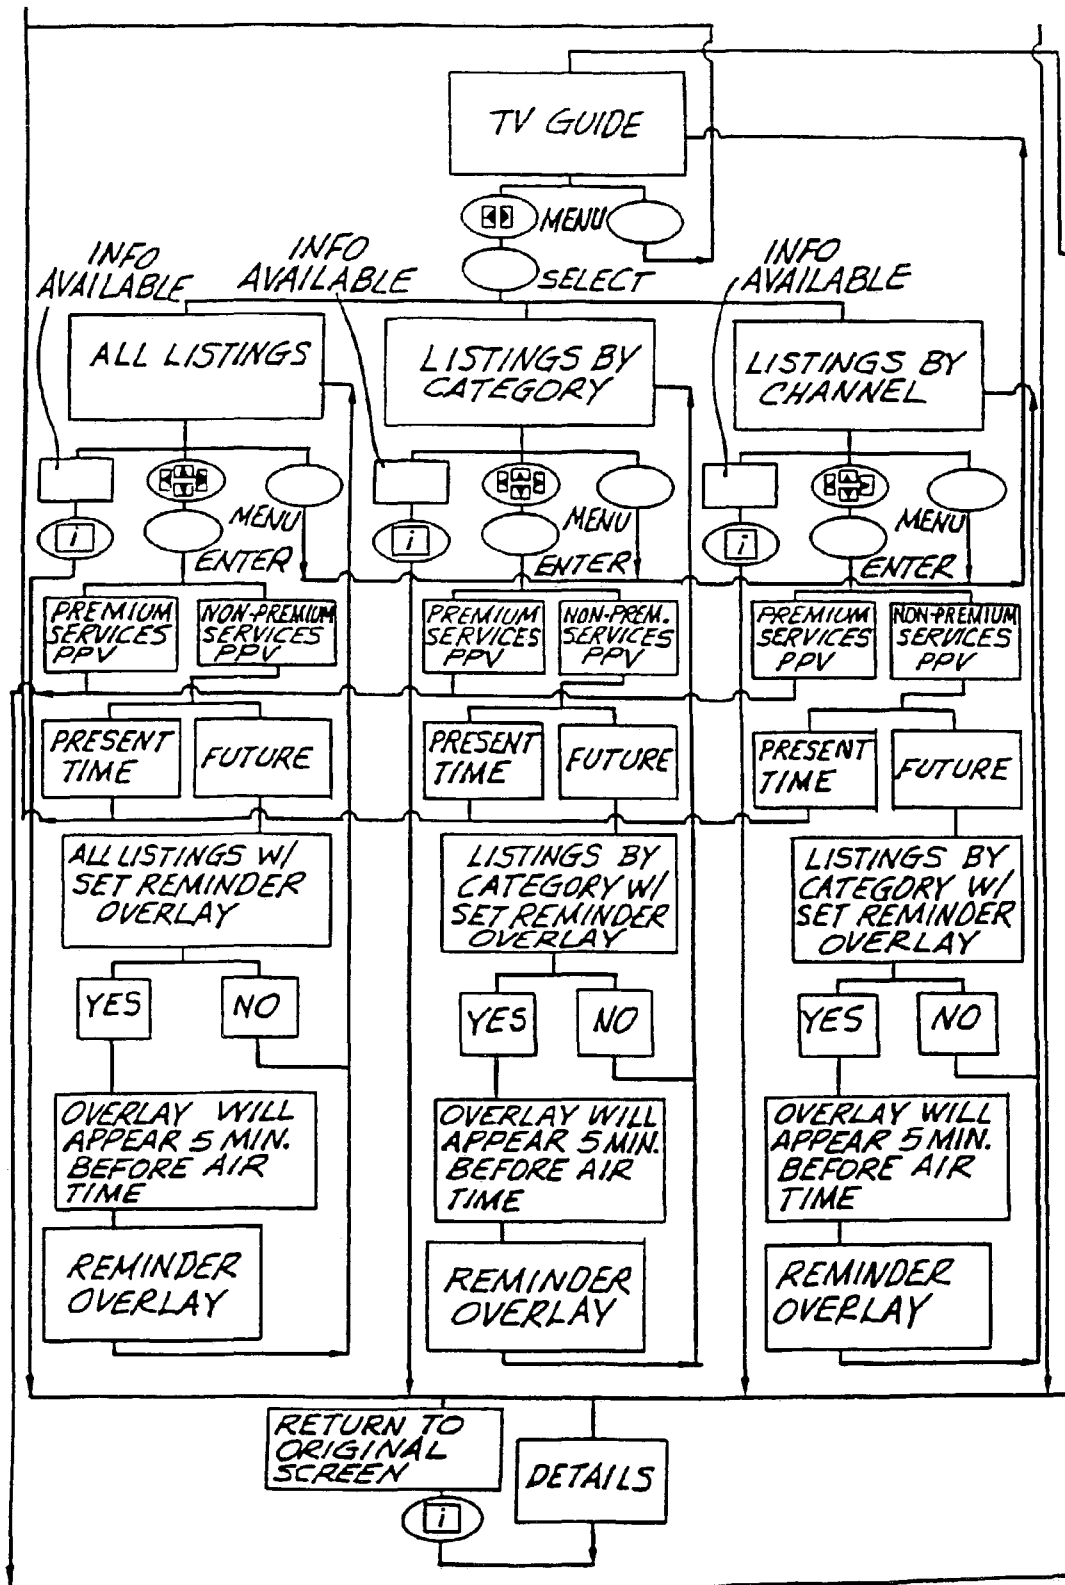 TV GUIDE
MENU
SELECT
INFO
AVAILABLE
INFO
AVAILABLE
INFO
AVAILABLE
ALL LISTINGS
LISTINGS BY
CATEGORY
LISTINGS BY
CHANNEL
i
MENU
ENTER
i
MENU
ENTER
i
MENU
ENTER
PREMIUM
SERVICES
PPV
NON-PREMIUM
SERVICES
PPV
PREMIUM
SERVICES
PPV
NON-PREM.
SERVICES
PPV
PREMIUM
SERVICES
PPV
NON-PREMIUM
SERVICES
PPV
PRESENT
TIME
FUTURE
PRESENT
TIME
FUTURE
PRESENT
TIME
FUTURE
ALL LISTINGS W/
SET REMINDER
OVERLAY
LISTINGS BY
CATEGORY W/
SET REMINDER
OVERLAY
LISTINGS BY
CATEGORY W/
SET REMINDER
OVERLAY
YES
NO
YES
NO
YES
NO
OVERLAY WILL
APPEAR 5 MIN.
BEFORE AIR
TIME
OVERLAY WILL
APPEAR 5 MIN.
BEFORE AIR
TIME
OVERLAY WILL
APPEAR 5 MIN.
BEFORE AIR
TIME
REMINDER
OVERLAY
REMINDER
OVERLAY
REMINDER
OVERLAY
RETURN TO
ORIGINAL
SCREEN
i
DETAILS